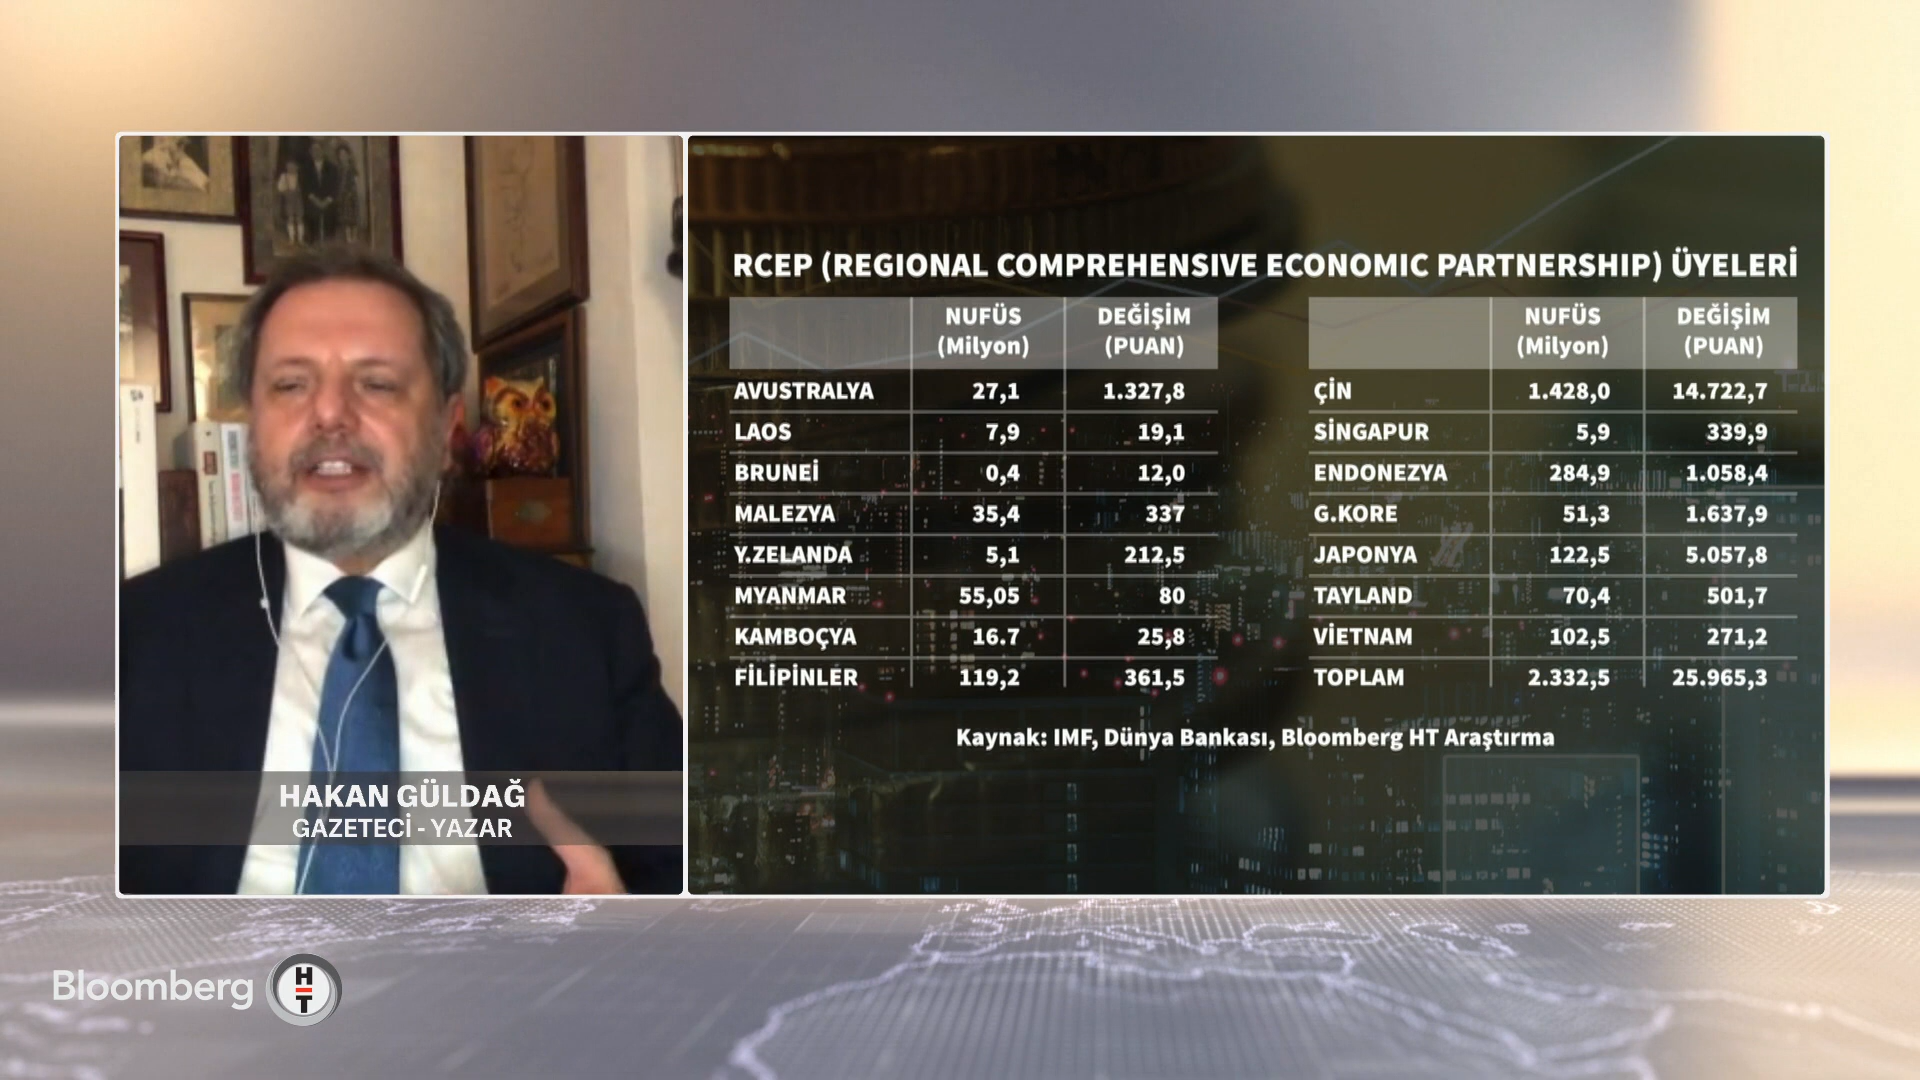 RCEP (REGIONAL COMPREHENSIVE ECONOMIC PARTNERSHIP) ÜYELERİ
NUFÜS (Milyon) DEĞİŞİM (PUAN)
AVUSTRALYA 27,1 1.327,8
LAOS 7,9 19,1
BRUNEİ 0,4 12,0
MALEZYA 35,4 337
Y.ZELANDA 5,1 212,5
MYANMAR 55,05 80
KAMBOÇYA 16.7 25,8
FİLİPİNLER 119,2 361,5
NUFÜS (Milyon) DEĞİŞİM (PUAN)
ÇİN 1.428,0 14.722,7
SİNGAPUR 5,9 339,9
ENDONEZYA 284,9 1.058,4
G.KORE 51,3 1.637,9
JAPONYA 122,5 5.057,8
TAYLAND 70,4 501,7
VİETNAM 102,5 271,2
TOPLAM 2.332,5 25.965,3
Kaynak: IMF, Dünya Bankası, Bloomberg HT Araştırma
HAKAN GÜLDAĞ
GAZETECİ - YAZAR
Bloomberg HT